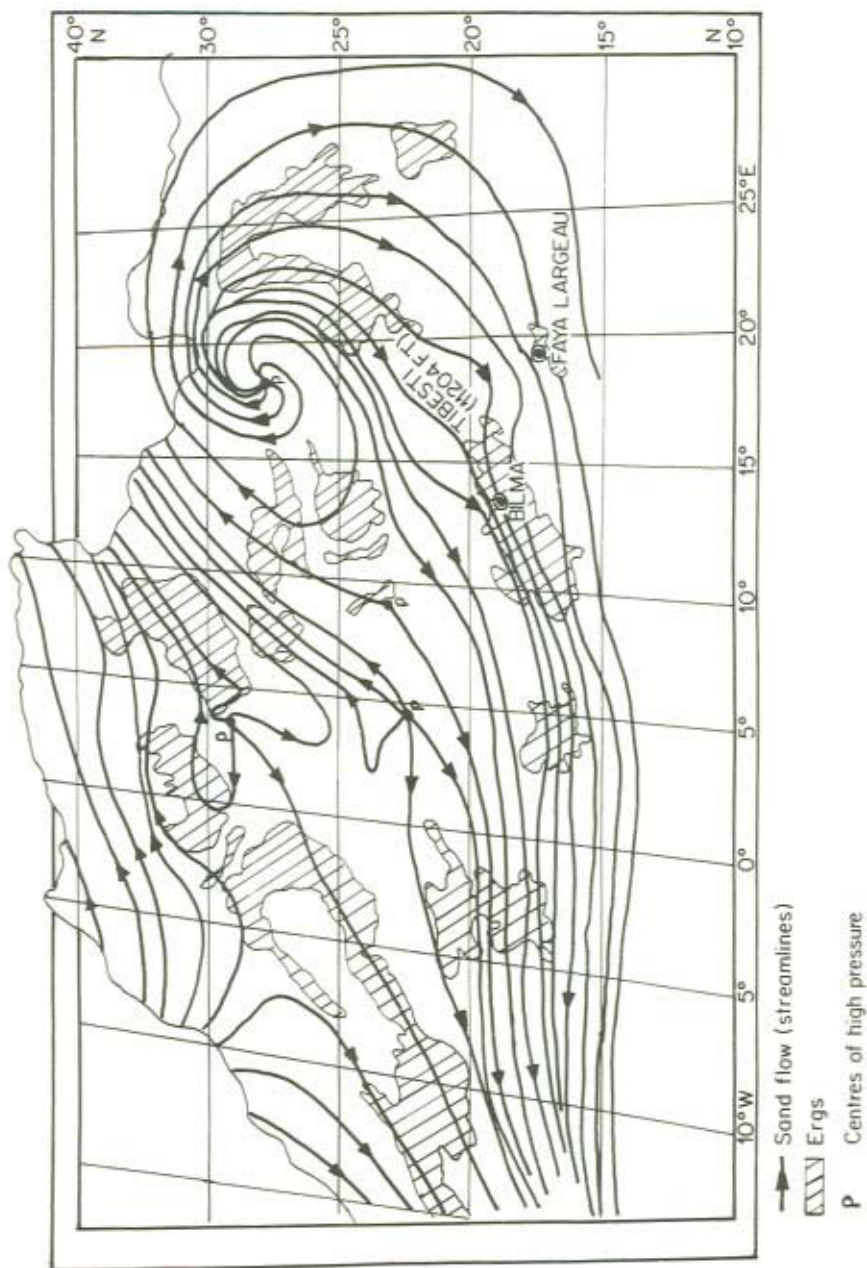 40°
N
30°
25°
20°
15°
N
10°
P
P
P
P
TIBESTI
(11204 FT)
BILMA
FAYA LARGEAU
10°W
5°
0°
5°
10°
15°
20°
25°E
Sand flow (streamlines)
Ergs
P Centres of high pressure